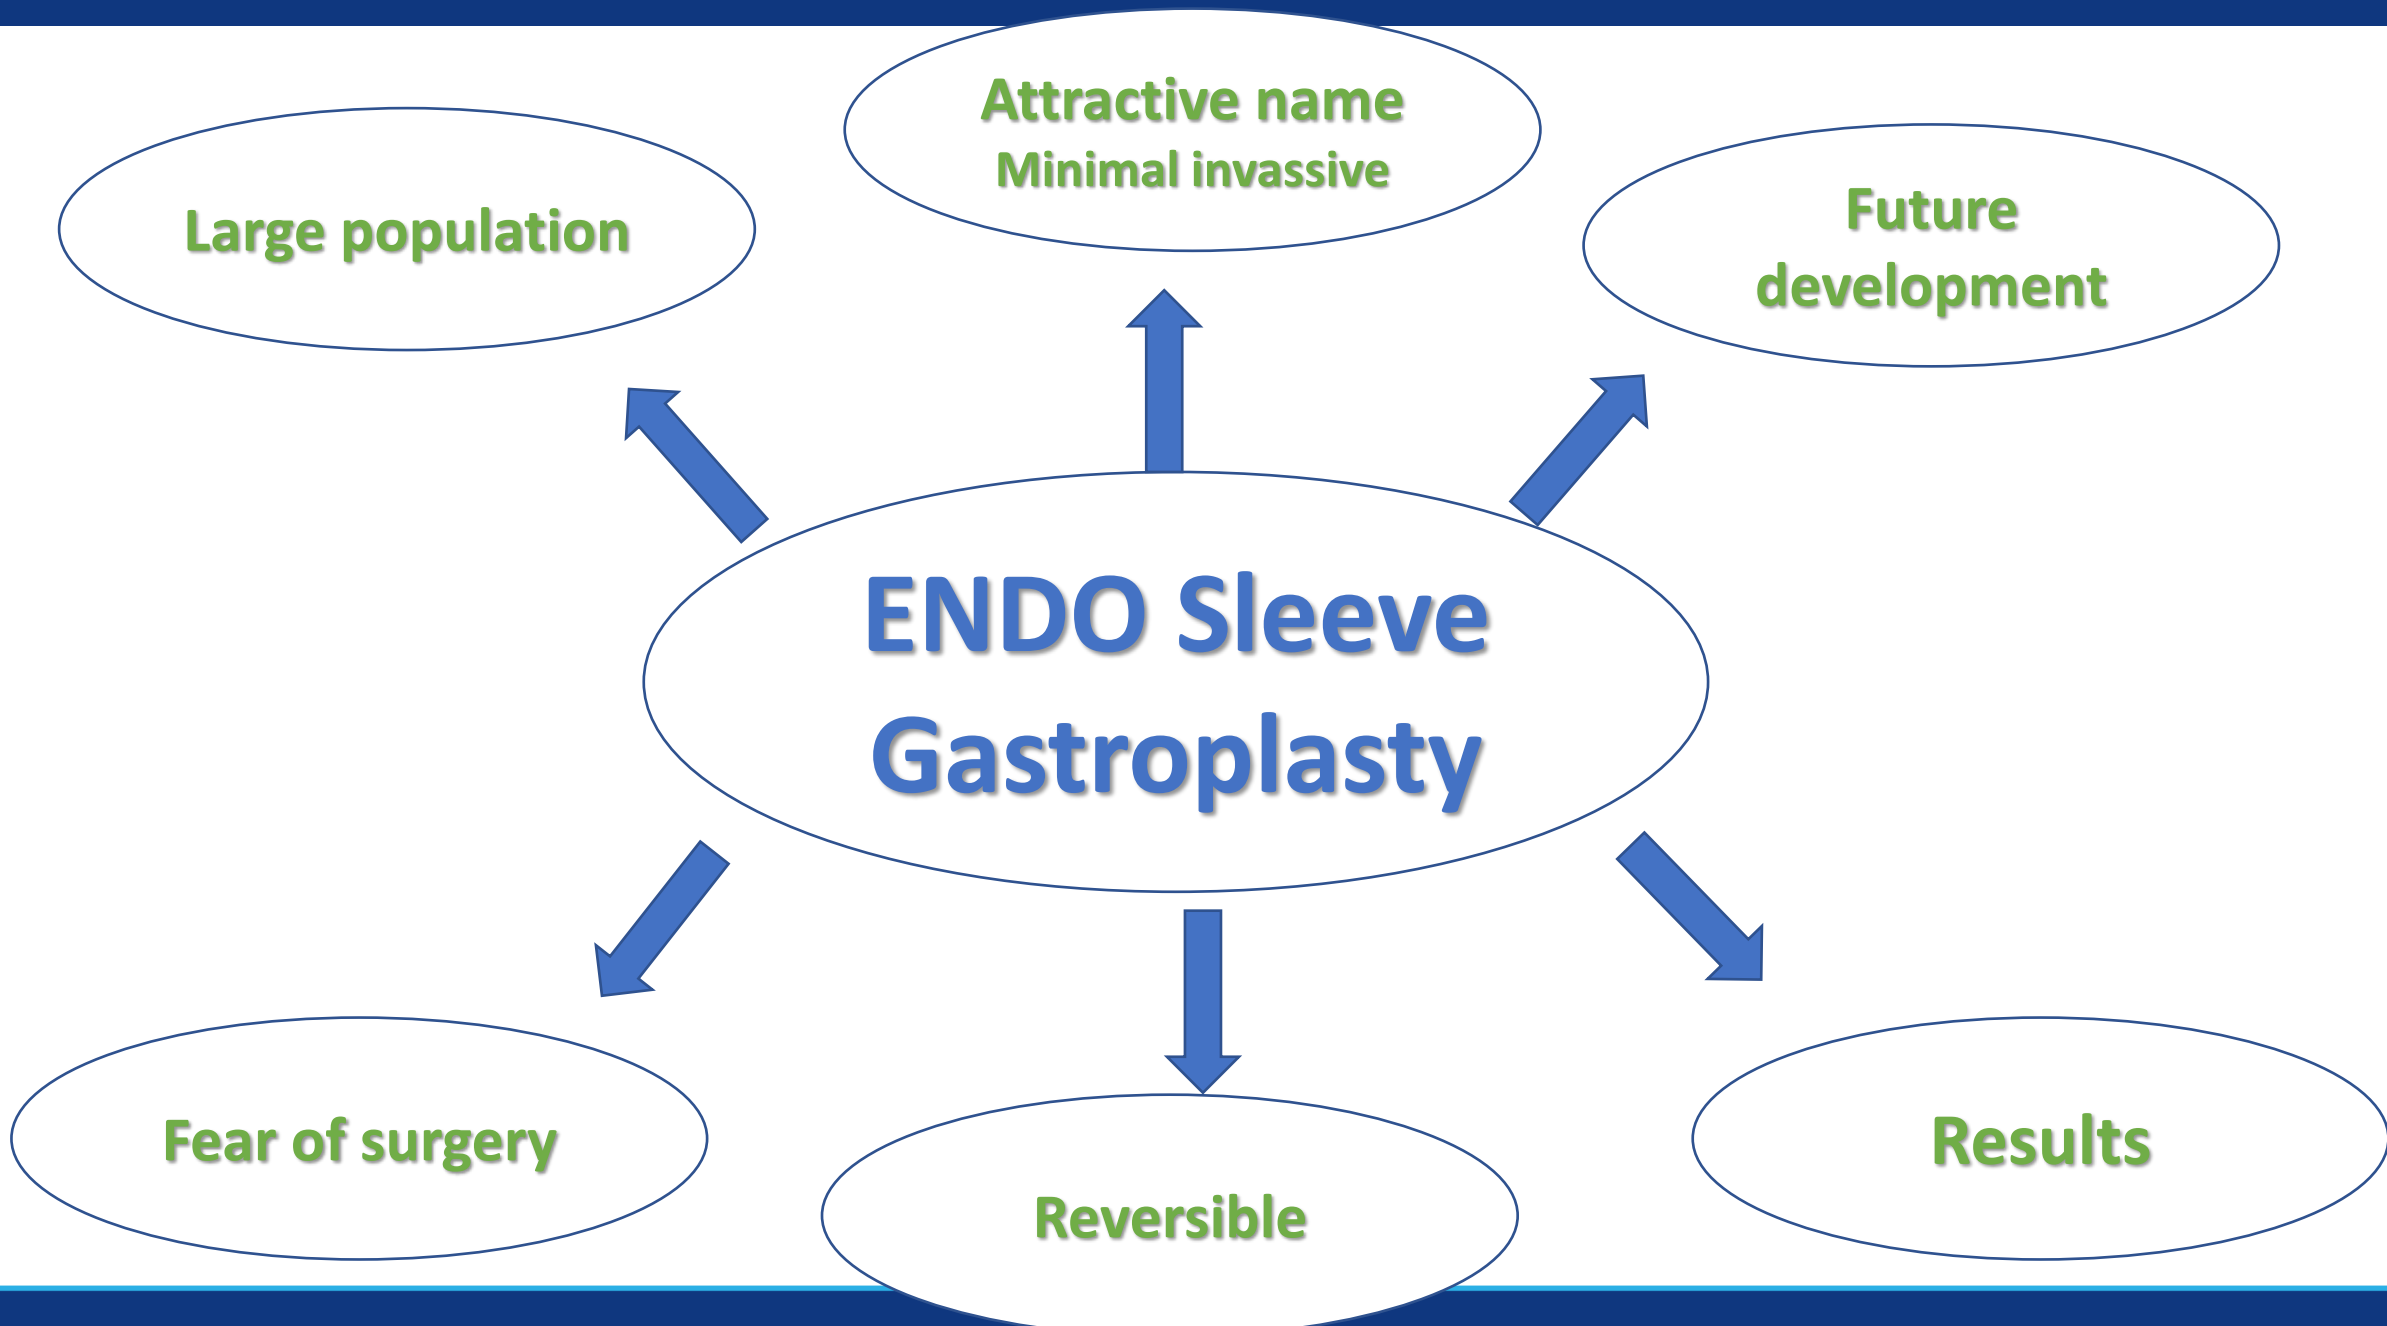 Attractive name
Minimal invassive
Large population
Future
development
ENDO Sleeve
Gastroplasty
Fear of surgery
Reversible
Results